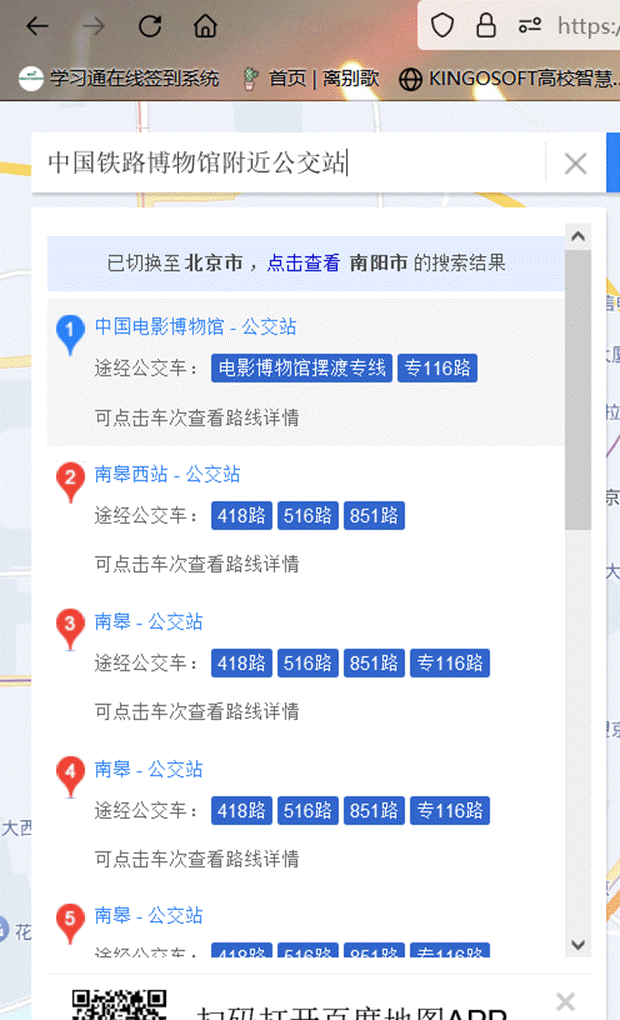 https:/
学习通在线签到系统 首页 | 离别歌 KINGOSOFT高校智慧...
中国铁路博物馆附近公交站
已切换至北京市，点击查看 南阳市 的搜索结果
1 中国电影博物馆 - 公交站
途经公交车： 电影博物馆摆渡专线 专116路
可点击车次查看路线详情
2 南皋西站 - 公交站
途经公交车： 418路 516路 851路
可点击车次查看路线详情
3 南皋 - 公交站
途经公交车： 418路 516路 851路 专116路
可点击车次查看路线详情
4 南皋 - 公交站
途经公交车： 418路 516路 851路 专116路
可点击车次查看路线详情
大西
5 南皋 - 公交站
花
途经公交车： 418路 516路 851路 专116路
扫码打开百度地图APP